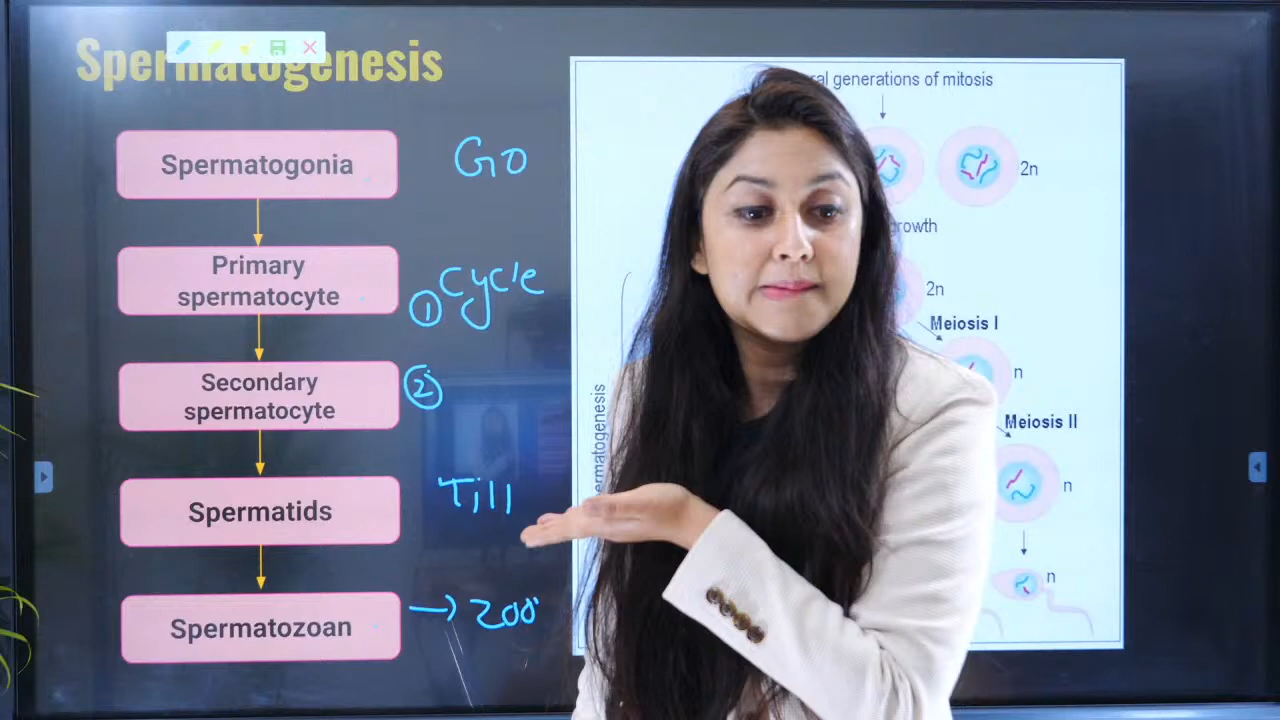 Spermatogenesis
Spermatogonia
Go
Primary
spermatocyte
① Cycle
Secondary
spermatocyte
②
Spermatids
Till
Spermatozoan
→ zoo
generations of mitosis
2n
growth
2n
Meiosis I
n
Meiosis II
n
n